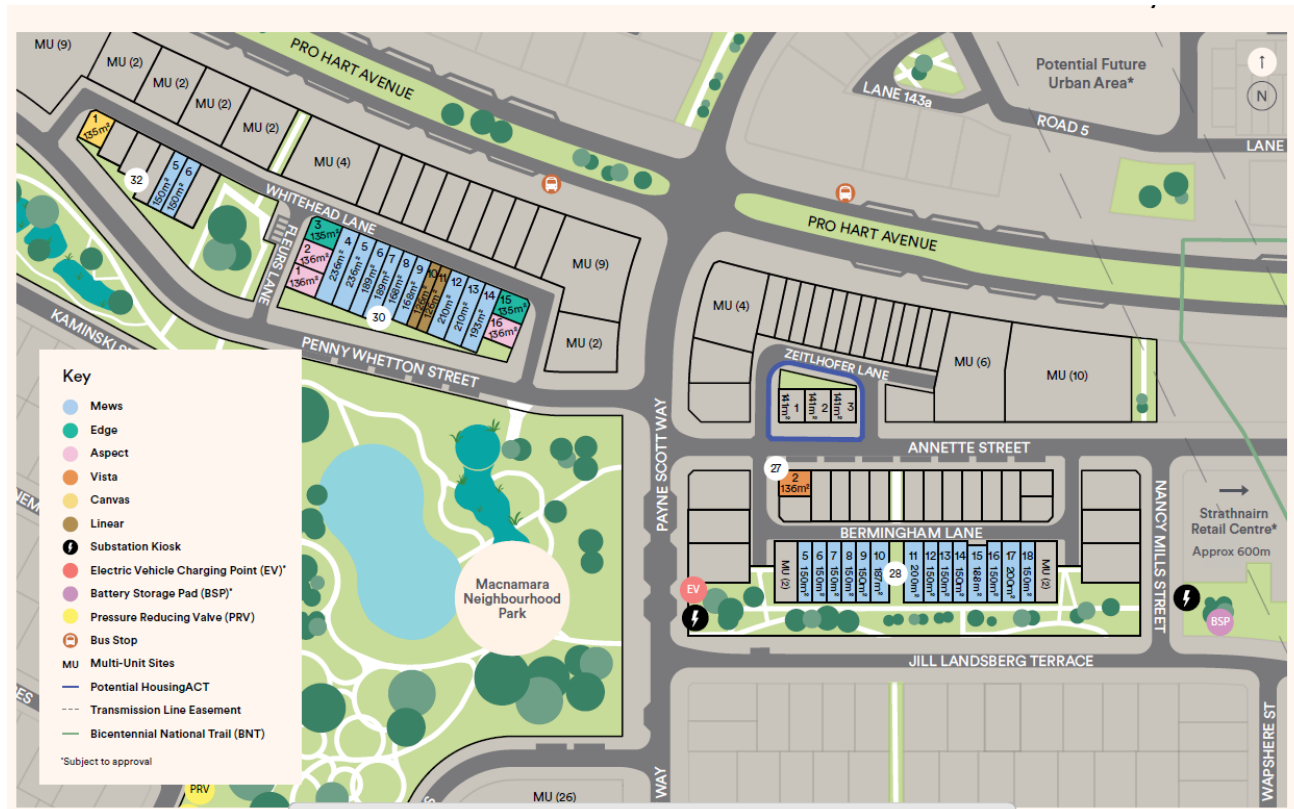 MU (9)
MU (2)
MU (2)
MU (2)
MU (2)
MU (4)
PRO HART AVENUE
LANE 143a
Potential Future
Urban Area*
ROAD 5
LANE
↑
N
1
135m²
32
5
150m²
6
150m²
WHITEHEAD LANE
FLEURS LANE
3
135m²
2
136m²
1
136m²
4
236m²
5
236m²
6
189m²
7
189m²
8
168m²
9
168m²
10
126m²
11
126m²
12
210m²
13
210m²
14
193m²
15
135m²
16
136m²
30
MU (9)
MU (2)
PRO HART AVENUE
MU (4)
ZEITLHOFER LANE
MU (6)
MU (10)
141m²
1
141m²
2
141m²
3
KAMINSKI
PENNY WHETTON STREET
PAYNE SCOTT WAY
ANNETTE STREET
27
2
136m²
BERMINGHAM LANE
MU (2)
5
150m²
6
150m²
7
150m²
8
150m²
9
150m²
10
187m²
28
11
200m²
12
150m²
13
150m²
14
150m²
15
188m²
16
150m²
17
200m²
18
150m²
MU (2)
NANCY MILLS STREET
Strathnairn
Retail Centre*
Approx 600m
EV
BSP
JILL LANDSBERG TERRACE
WAPSHERE ST
WAY
MU (26)
Macnamara
Neighbourhood
Park
Key
Mews
Edge
Aspect
Vista
Canvas
Linear
Substation Kiosk
Electric Vehicle Charging Point (EV)*
Battery Storage Pad (BSP)*
Pressure Reducing Valve (PRV)
Bus Stop
MU Multi-Unit Sites
Potential HousingACT
Transmission Line Easement
Bicentennial National Trail (BNT)
*Subject to approval
PRV